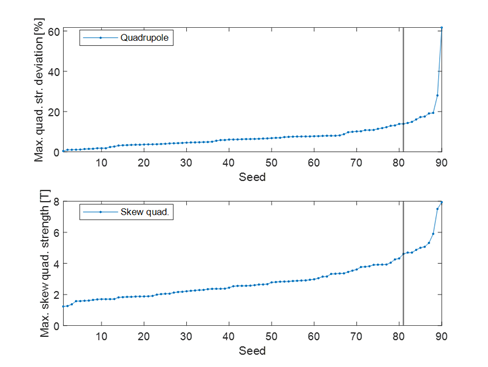 Max. quad. str. deviation [%]
60
40
20
0
Quadrupole
10 20 30 40 50 60 70 80 90
Seed
Max. skew quad. strength [T]
8
6
4
2
0
Skew quad.
10 20 30 40 50 60 70 80 90
Seed